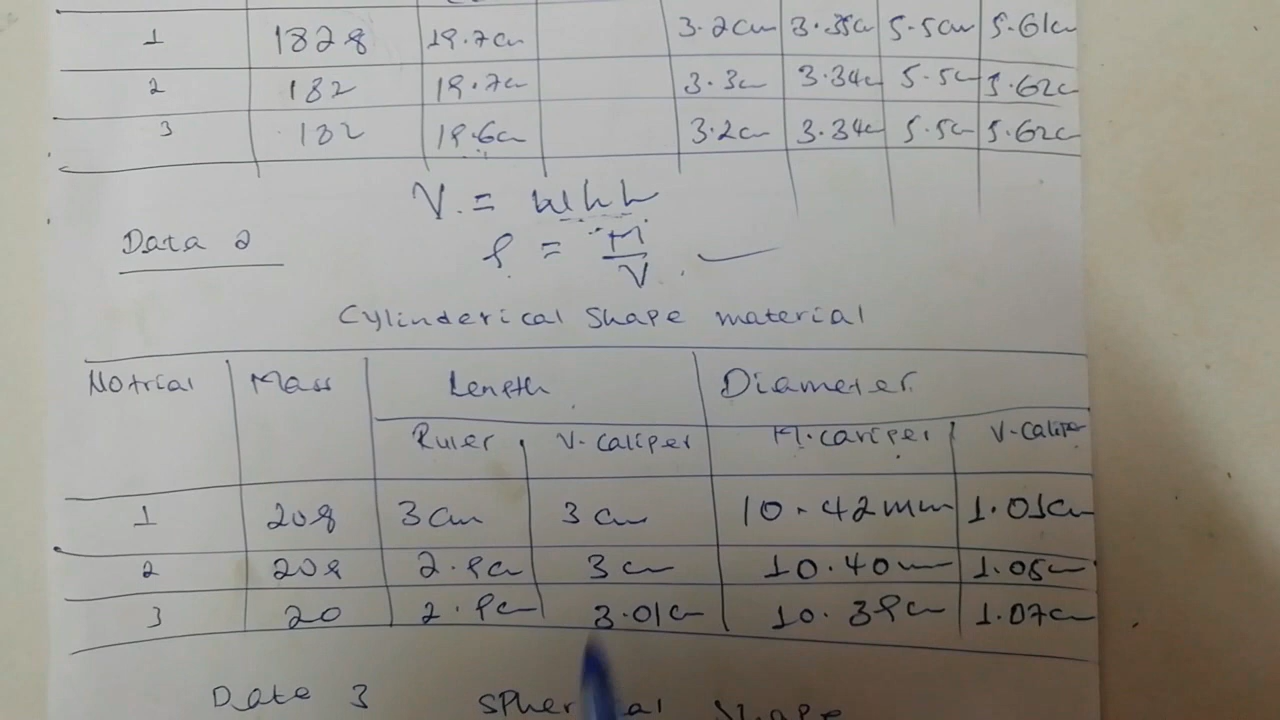 1 182g 19.7cm 3.2cm 3.35cm 5.5cm 5.61cm
2 182 19.7cm 3.3cm 3.34cm 5.5cm 5.62cm
3 182 19.6cm 3.2cm 3.34cm 5.5cm 5.62cm
V =
Data 2
ρ = M/V
Cylinderical Shape material
No trial Mass Length Diameter
Ruler V-caliper M.cariper V-caliper
1 20g 3cm 3cm 10.42mm 1.01cm
2 20g 2.9cm 3cm 10.40mm 1.06cm
3 20 2.9cm 3.01cm 10.39cm 1.07cm
Date 3 Shape